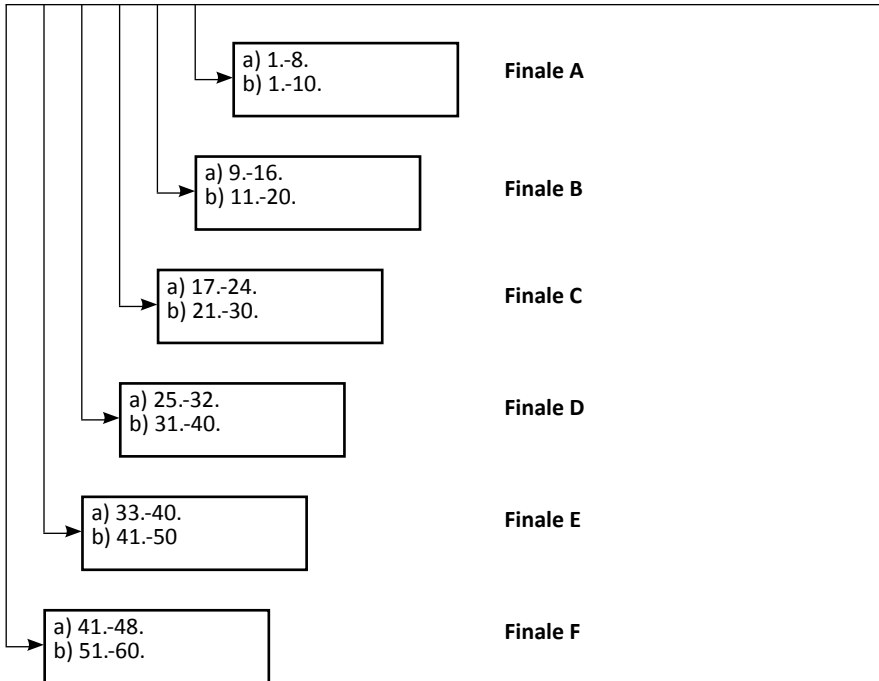 a) 1.-8.
b) 1.-10.
Finale A
a) 9.-16.
b) 11.-20.
Finale B
a) 17.-24.
b) 21.-30.
Finale C
a) 25.-32.
b) 31.-40.
Finale D
a) 33.-40.
b) 41.-50
Finale E
a) 41.-48.
b) 51.-60.
Finale F